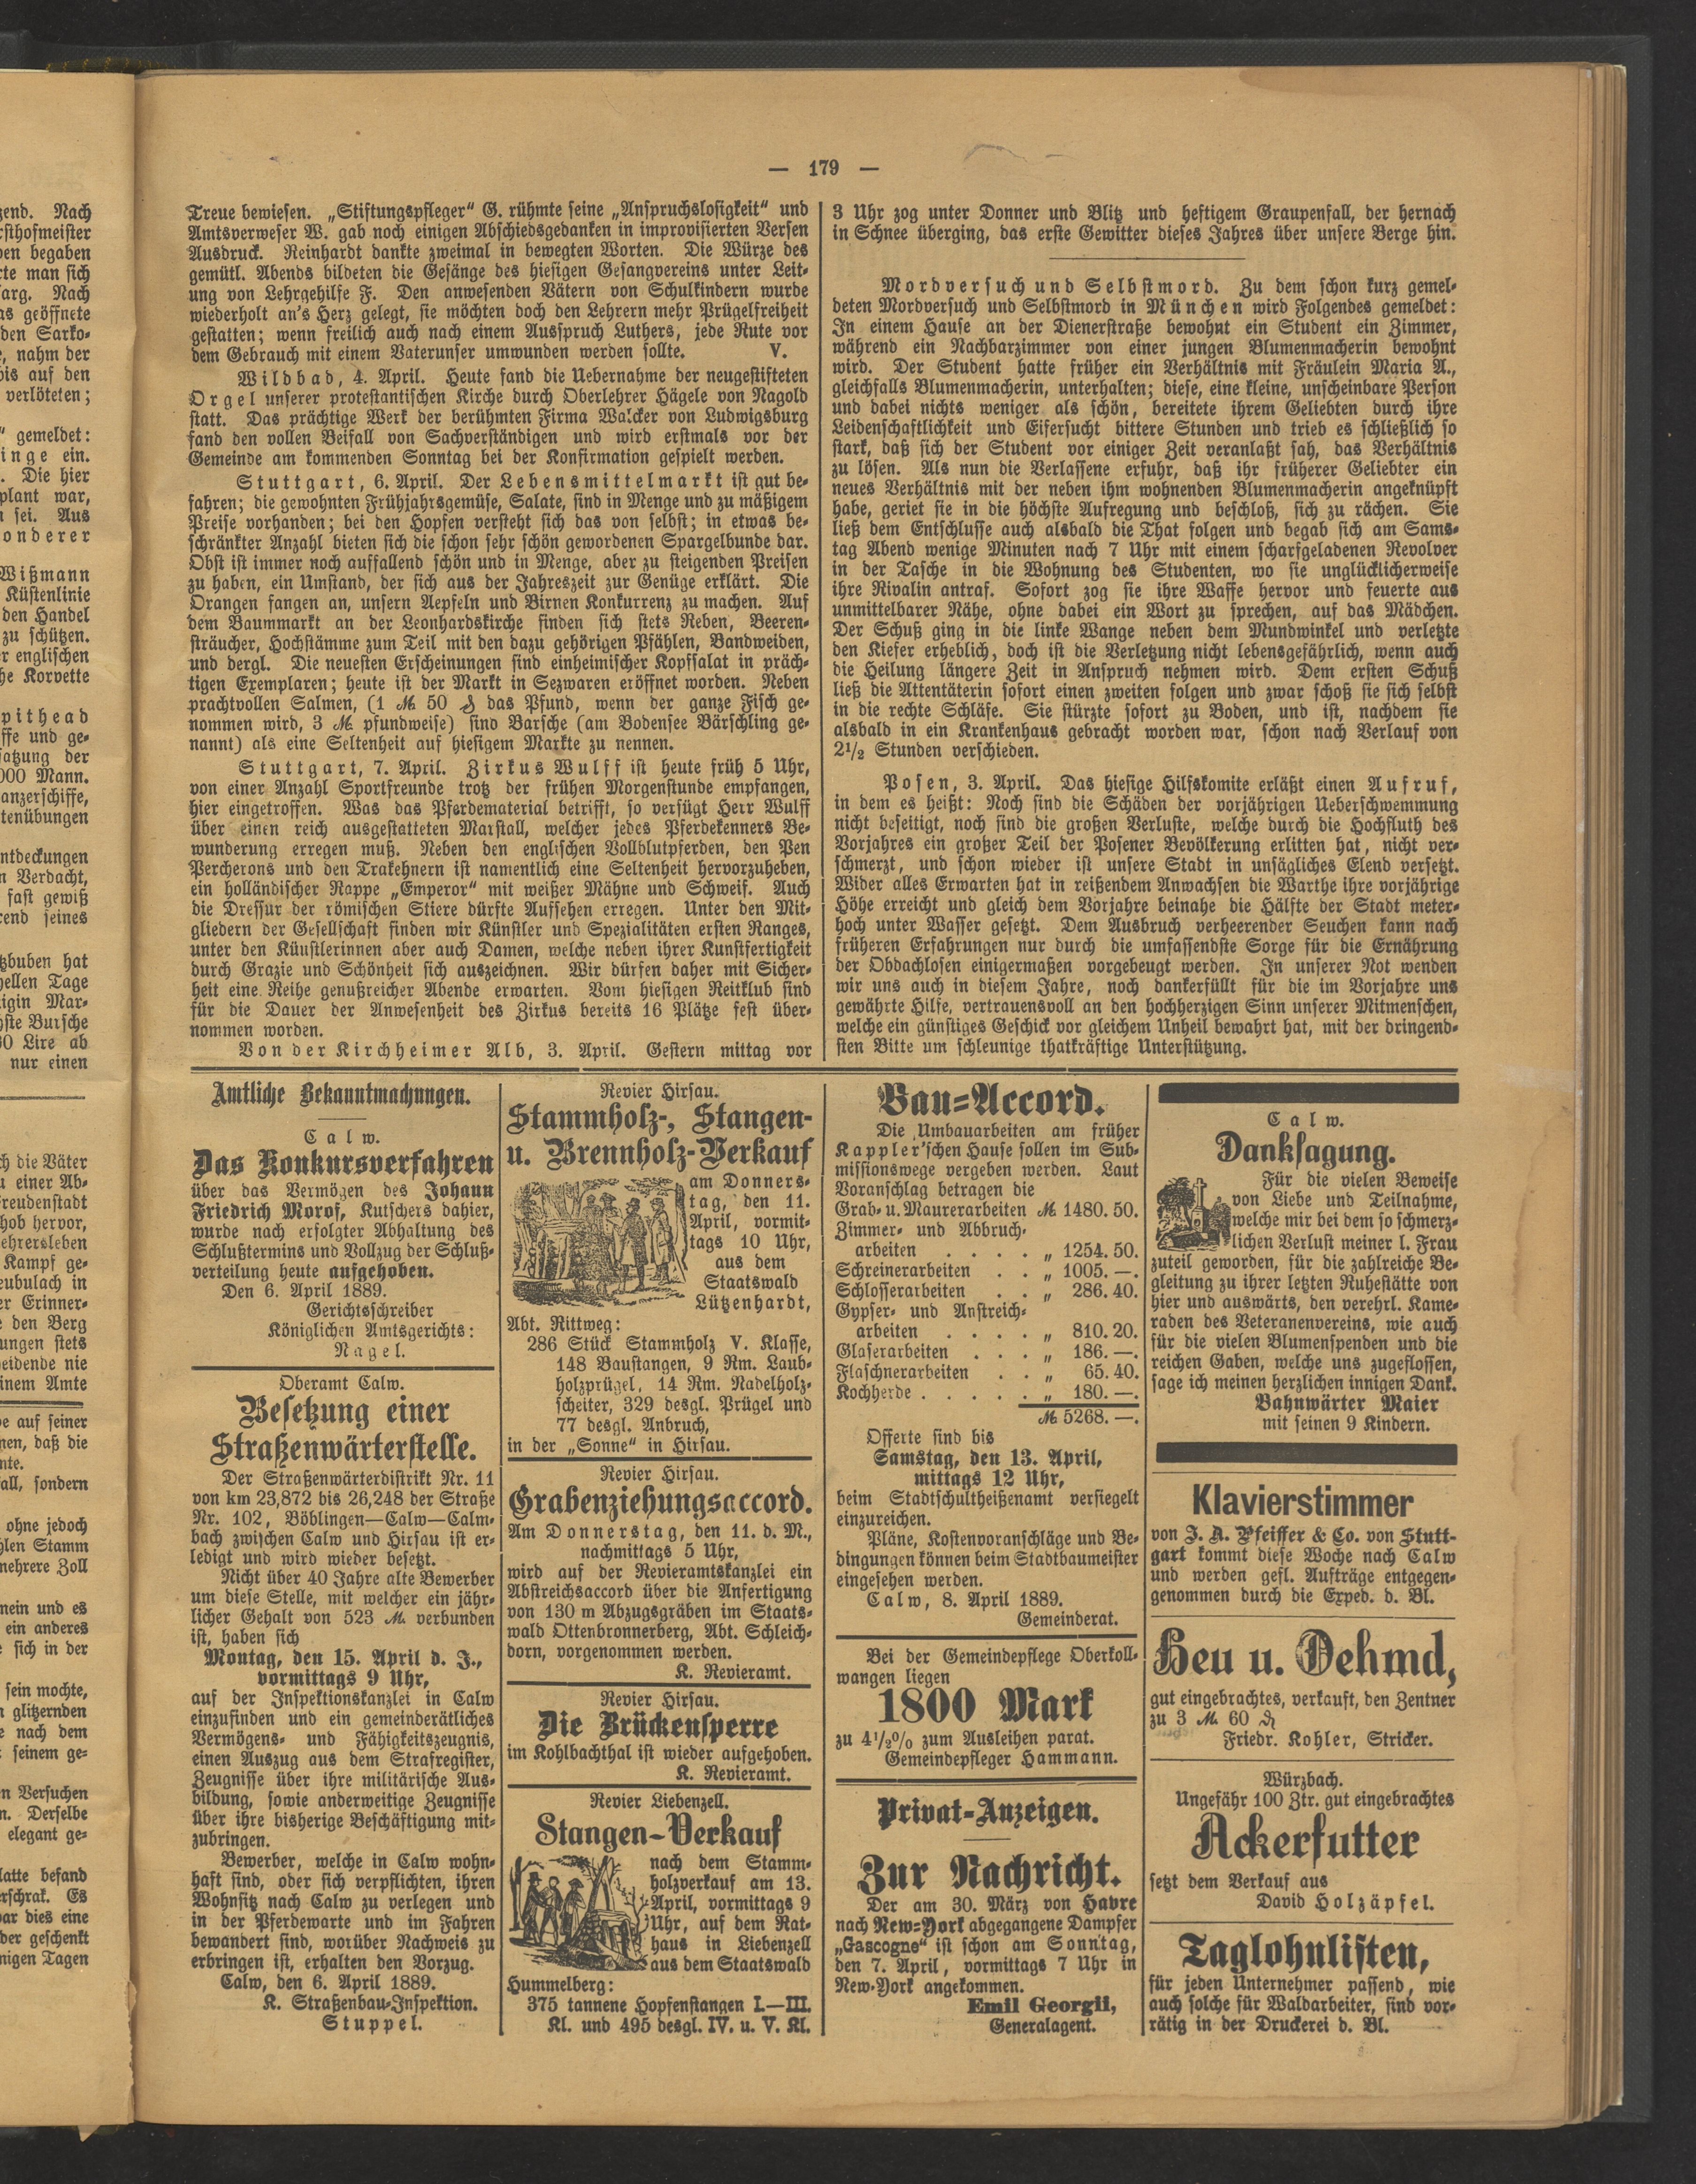 — 179 —
Treue bewiesen. „Stiftungspfleger“ G. rühmte seine „Anspruchslosigkeit“ und
Amtsverweser W. gab noch einigen Abschiedsgedanken in improvisierten Versen
Ausdruck. Reinhardt dankte zweimal in bewegten Worten. Die Würze des
gemütl. Abends bildeten die Gesänge des hiesigen Gesangvereins unter Leit-
ung von Lehrgehilfe F. Den anwesenden Vätern von Schulkindern wurde
wiederholt an's Herz gelegt, sie möchten doch den Lehrern mehr Prügelfreiheit
gestatten; wenn freilich auch nach einem Ausspruch Luthers, jede Rute vor
dem Gebrauch mit einem Vaterunser umwunden werden sollte. V.
Wildbad, 4. April. Heute fand die Uebernahme der neugestifteten
Orgel unserer protestantischen Kirche durch Oberlehrer Hägele von Nagold
statt. Das prächtige Werk der berühmten Firma Walcker von Ludwigsburg
fand den vollen Beifall von Sachverständigen und wird erstmals vor der
Gemeinde am kommenden Sonntag bei der Konfirmation gespielt werden.
Stuttgart, 6. April. Der Lebensmittelmarkt ist gut be-
fahren; die gewohnten Frühjahrsgemüse, Salate, sind in Menge und zu mäßigem
Preise vorhanden; bei den Hopfen versteht sich das von selbst; in etwas be-
schränkter Anzahl bieten sich die schon sehr schön gewordenen Spargelbunde dar.
Obst ist immer noch auffallend schön und in Menge, aber zu steigenden Preisen
zu haben, ein Umstand, der sich aus der Jahreszeit zur Genüge erklärt. Die
Orangen fangen an, unsern Aepfeln und Birnen Konkurrenz zu machen. Auf
dem Baummarkt an der Leonhardskirche finden sich stets Reben, Beeren-
sträucher, Hochstämme zum Teil mit den dazu gehörigen Pfählen, Bandweiden,
und dergl. Die neuesten Erscheinungen sind einheimischer Kopfsalat in präch-
tigen Exemplaren; heute ist der Markt in Seewaren eröffnet worden. Neben
prachtvollen Salmen, (1 ℳ 50 ₰ das Pfund, wenn der ganze Fisch ge-
nommen wird, 3 ℳ pfundweise) sind Barsche (am Bodensee Bärschling ge-
nannt) als eine Seltenheit auf hiesigem Markte zu nennen.
Stuttgart, 7. April. Zirkus Wulff ist heute früh 5 Uhr,
von einer Anzahl Sportfreunde trotz der frühen Morgenstunde empfangen,
hier eingetroffen. Was das Pferdematerial betrifft, so verfügt Herr Wulff
über einen reich ausgestatteten Marstall, welcher jedes Pferdekenners Be-
wunderung erregen muß. Neben den englischen Vollblutpferden, den Pen
Percherons und den Trakehnern ist namentlich eine Seltenheit hervorzuheben,
ein holländischer Rappe „Emperor“ mit weißer Mähne und Schweif. Auch
die Dressur der römischen Stiere dürfte Aufsehen erregen. Unter den Mit-
gliedern der Gesellschaft finden wir Künstler und Spezialitäten ersten Ranges,
unter den Küunstlerinnen aber auch Damen, welche neben ihrer Kunstfertigkeit
durch Grazie und Schönheit sich auszeichnen. Wir dürfen daher mit Sicher-
heit eine Reihe genußreicher Abende erwarten. Vom hiesigen Reitklub sind
für die Dauer der Anwesenheit des Zirkus bereits 16 Plätze fest über-
nommen worden.
Von der Kirchheimer Alb, 3. April. Gestern mittag vor
3 Uhr zog unter Donner und Blitz und heftigem Graupenfall, der hernach
in Schnee überging, das erste Gewitter dieses Jahres über unsere Berge hin.
Mordversuch und Selbstmord. Zu dem schon kurz gemel-
deten Mordversuch und Selbstmord in München wird Folgendes gemeldet:
In einem Hause an der Dienerstraße bewohnt ein Student ein Zimmer,
während ein Nachbarzimmer von einer jungen Blumenmacherin bewohnt
wird. Der Student hatte früher ein Verhältnis mit Fräulein Maria A.,
gleichfalls Blumenmacherin, unterhalten; diese, eine kleine, unscheinbare Person
und dabei nichts weniger als schön, bereitete ihrem Geliebten durch ihre
Leidenschaftlichkeit und Eifersucht bittere Stunden und trieb es schließlich so
stark, daß sich der Student vor einiger Zeit veranlaßt sah, das Verhältnis
zu lösen. Als nun die Verlassene erfuhr, daß ihr früherer Geliebter ein
neues Verhältnis mit der neben ihm wohnenden Blumenmacherin angeknüpft
habe, geriet sie in die höchste Aufregung und beschloß, sich zu rächen. Sie
ließ dem Entschlusse auch alsbald die That folgen und begab sich am Sams-
tag Abend wenige Minuten nach 7 Uhr mit einem scharfgeladenen Revolver
in der Tasche in die Wohnung des Studenten, wo sie unglücklicherweise
ihre Rivalin antraf. Sofort zog sie ihre Waffe hervor und feuerte aus
unmittelbarer Nähe, ohne dabei ein Wort zu sprechen, auf das Mädchen.
Der Schuß ging in die linke Wange neben dem Mundwinkel und verletzte
den Kiefer erheblich, doch ist die Verletzung nicht lebensgefährlich, wenn auch
die Heilung längere Zeit in Anspruch nehmen wird. Dem ersten Schuß
ließ die Attentäterin sofort einen zweiten folgen und zwar schoß sie sich selbst
in die rechte Schläfe. Sie stürzte sofort zu Boden, und ist, nachdem sie
alsbald in ein Krankenhaus gebracht worden war, schon nach Verlauf von
2½ Stunden verschieden.
Posen, 3. April. Das hiesige Hilfskomite erläßt einen Aufruf,
in dem es heißt: Noch sind die Schäden der vorjährigen Ueberschwemmung
nicht beseitigt, noch sind die großen Verluste, welche durch die Hochfluth des
Vorjahres ein großer Teil der Posener Bevölkerung erlitten hat, nicht ver-
schmerzt, und schon wieder ist unsere Stadt in unsägliches Elend versetzt.
Wider alles Erwarten hat in reißendem Anwachsen die Warthe ihre vorjährige
Höhe erreicht und gleich dem Vorjahre beinahe die Hälfte der Stadt meter-
hoch unter Wasser gesetzt. Dem Ausbruch verheerender Seuchen kann nach
früheren Erfahrungen nur durch die umfassendste Sorge für die Ernährung
der Obdachlosen einigermaßen vorgebeugt werden. In unserer Not wenden
wir uns auch in diesem Jahre, noch dankerfüllt für die im Vorjahre uns
gewährte Hilfe, vertrauensvoll an den hochherzigen Sinn unserer Mitmenschen,
welche ein günstiges Geschick vor gleichem Unheil bewahrt hat, mit der dringend-
sten Bitte um schleunige thatkräftige Unterstützung.
Amtliche Bekanntmachungen.
Calw.
Das Konkursverfahren
über das Vermögen des Johann
Friedrich Morof, Kutschers dahier,
wurde nach erfolgter Abhaltung des
Schlußtermins und Vollzug der Schluß-
verteilung heute aufgehoben.
Den 6. April 1889.
Gerichtsschreiber
Königlichen Amtsgerichts:
Nagel.
Oberamt Calw.
Besetzung einer
Straßenwärterstelle.
Der Straßenwärterdistrikt Nr. 11
von km 23,872 bis 26,248 der Straße
Nr. 102, Böblingen—Calw—Calm-
bach zwischen Calw und Hirsau ist er-
ledigt und wird wieder besetzt.
Nicht über 40 Jahre alte Bewerber
um diese Stelle, mit welcher ein jähr-
licher Gehalt von 523 ℳ verbunden
ist, haben sich
Montag, den 15. April d. J.,
vormittags 9 Uhr,
auf der Inspektionskanzlei in Calw
einzufinden und ein gemeinderätliches
Vermögens- und Fähigkeitszeugnis,
einen Auszug aus dem Strafregister,
Zeugnisse über ihre militärische Aus-
bildung, sowie anderweitige Zeugnisse
über ihre bisherige Beschäftigung mit-
zubringen.
Bewerber, welche in Calw wohn-
haft sind, oder sich verpflichten, ihren
Wohnsitz nach Calw zu verlegen und
in der Pferdewarte und im Fahren
bewandert sind, worüber Nachweis zu
erbringen ist, erhalten den Vorzug.
Calw, den 6. April 1889.
K. Straßenbau-Inspektion.
Stuppel.
Revier Hirsau.
Stammholz-, Stangen-
u. Brennholz-Verkauf
am Donners-
tag, den 11.
April, vormit-
tags 10 Uhr,
aus dem
Staatswald
Lützenhardt,
Abt. Rittweg:
286 Stück Stammholz V. Klasse,
148 Baustangen, 9 Rm. Laub-
holzprügel, 14 Rm. Nadelholz-
scheiter, 329 desgl. Prügel und
77 desgl. Anbruch,
in der „Sonne“ in Hirsau.
Revier Hirsau.
Grabenziehungsaccord.
Am Donnerstag, den 11. d. M.,
nachmittags 5 Uhr,
wird auf der Revieramtskanzlei ein
Abstreichsaccord über die Anfertigung
von 130 m Abzugsgräben im Staats-
wald Ottenbronnerberg, Abt. Schleich-
dorn, vorgenommen werden.
K. Revieramt.
Revier Hirsau.
Die Brückensperre
im Kohlbachthal ist wieder aufgehoben.
K. Revieramt.
Revier Liebenzell.
Stangen-Verkauf
nach dem Stamm-
holzverkauf am 13.
April, vormittags 9
Uhr, auf dem Rat-
haus in Liebenzell
aus dem Staatswald
Hummelberg:
375 tannene Hopfenstangen I.—III.
Kl. und 495 desgl. IV. u. V. Kl.
Bau-Accord.
Die Umbauarbeiten am früher
Kappler'schen Hause sollen im Sub-
missionswege vergeben werden. Laut
Voranschlag betragen die
Grab- u. Maurerarbeiten ℳ 1480. 50.
Zimmer- und Abbruch-
arbeiten . . . . „ 1254. 50.
Schreinerarbeiten . . „ 1005. —.
Schlosserarbeiten . . „ 286. 40.
Gypser- und Anstreich-
arbeiten . . . . „ 810. 20.
Glaserarbeiten . . . „ 186. —.
Flaschnerarbeiten . . „ 65. 40.
Kochherde . . . . . „ 180. —.
ℳ 5268. —.
Offerte sind bis
Samstag, den 13. April,
mittags 12 Uhr,
beim Stadtschultheißenamt versiegelt
einzureichen.
Pläne, Kostenvoranschläge und Be-
dingungen können beim Stadtbaumeister
eingesehen werden.
Calw, 8. April 1889.
Gemeinderat.
Bei der Gemeindepflege Oberkoll-
wangen liegen
1800 Mark
zu 4½% zum Ausleihen parat.
Gemeindepfleger Hammann.
Privat-Anzeigen.
Zur Nachricht.
Der am 30. März von Havre
nach New-York abgegangene Dampfer
„Gascogne“ ist schon am Sonntag,
den 7. April, vormittags 7 Uhr in
New-York angekommen.
Emil Georgii,
Generalagent.
Calw.
Danksagung.
Für die vielen Beweise
von Liebe und Teilnahme,
welche mir bei dem so schmerz-
lichen Verlust meiner l. Frau
zuteil geworden, für die zahlreiche Be-
gleitung zu ihrer letzten Ruhestätte von
hier und auswärts, den verehrl. Kame-
raden des Veteranenvereins, wie auch
für die vielen Blumenspenden und die
reichen Gaben, welche uns zugeflossen,
sage ich meinen herzlichen innigen Dank.
Bahnwärter Maier
mit seinen 9 Kindern.
Klavierstimmer
von J. A. Pfeiffer & Co. von Stutt-
gart kommt diese Woche nach Calw
und werden gefl. Aufträge entgegen-
genommen durch die Exped. d. Bl.
Heu u. Oehmd,
gut eingebrachtes, verkauft, den Zentner
zu 3 ℳ 60 ₰
Friedr. Kohler, Stricker.
Würzbach.
Ungefähr 100 Ztr. gut eingebrachtes
Ackerfutter
setzt dem Verkauf aus
David Holzäpfel.
Taglohnlisten,
für jeden Unternehmer passend, wie
auch solche für Waldarbeiter, sind vor-
rätig in der Druckerei d. Bl.